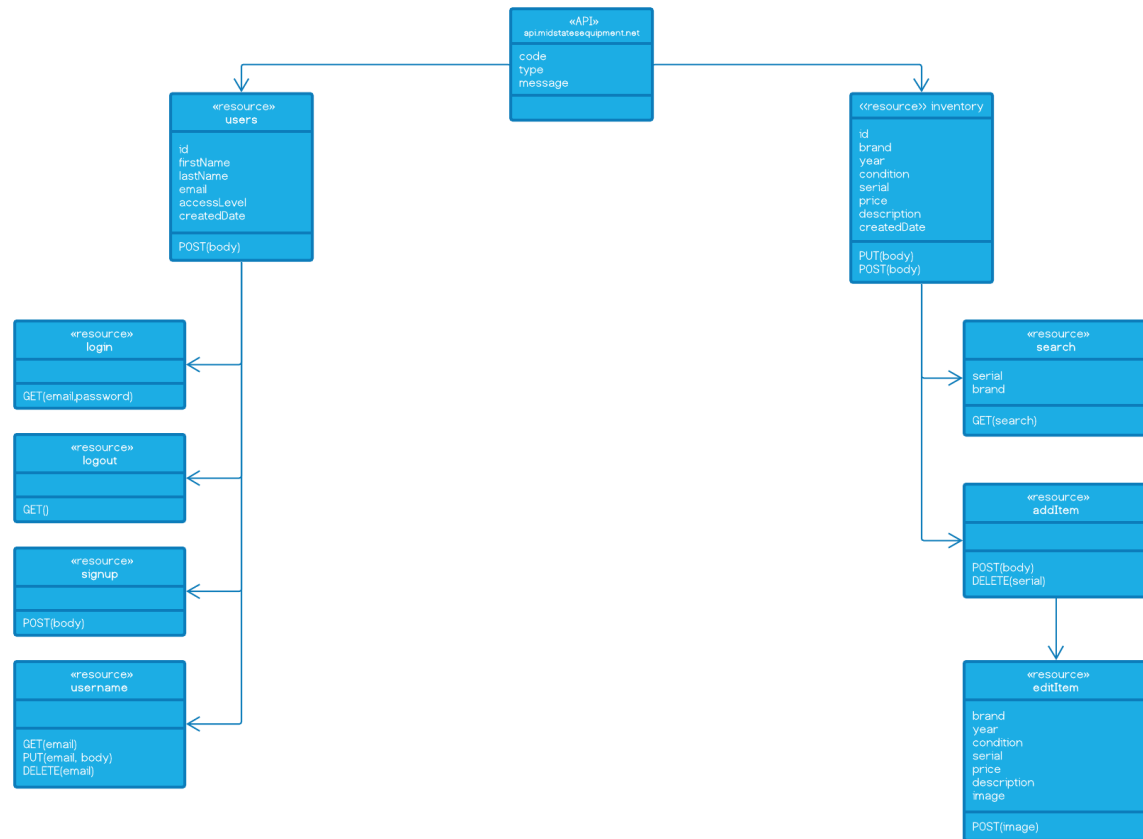 «API»
api.midstatesequipment.net
code
type
message
«resource»
users
id
firstName
lastName
email
accessLevel
createdDate
POST(body)
«resource»
login
GET(email,password)
«resource»
logout
GET()
«resource»
signup
POST(body)
«resource»
username
GET(email)
PUT(email, body)
DELETE(email)
<<resource>> inventory
id
brand
year
condition
serial
price
description
createdDate
PUT(body)
POST(body)
«resource»
search
serial
brand
GET(search)
«resource»
addItem
POST(body)
DELETE(serial)
«resource»
editItem
brand
year
condition
serial
price
description
image
POST(image)